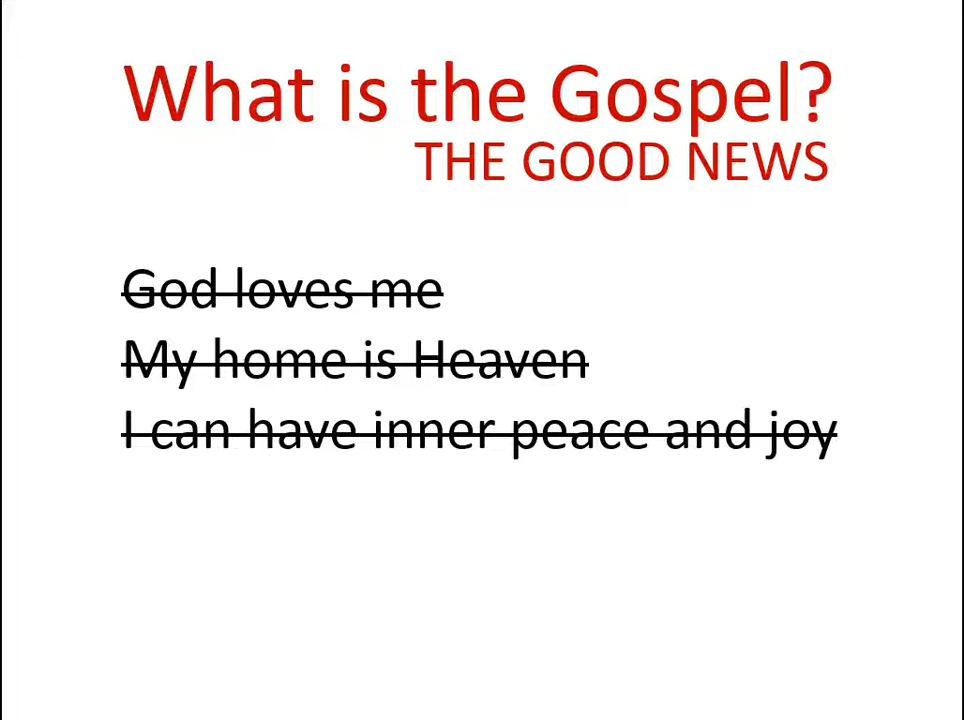 What is the Gospel?
THE GOOD NEWS
God loves me
My home is Heaven
I can have inner peace and joy